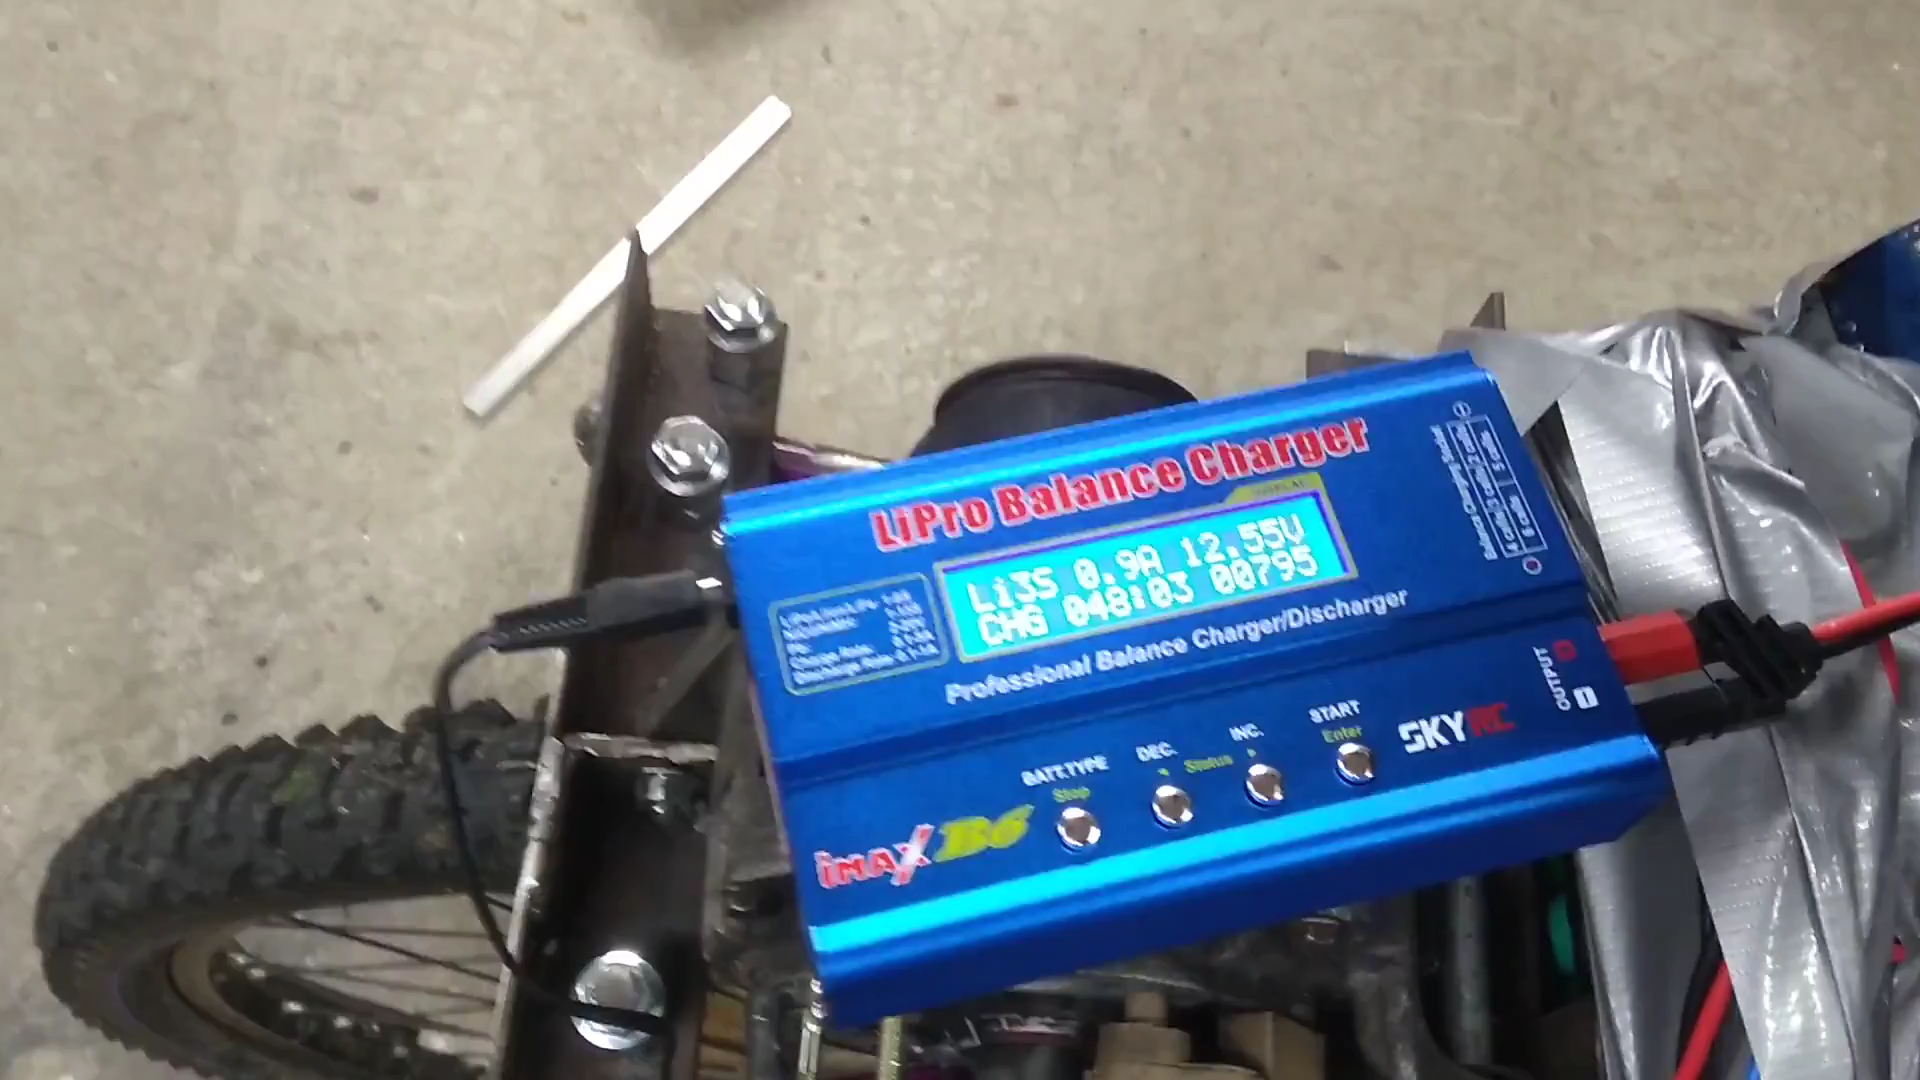 LiPro Balance Charger
DISPLAY
Li3S 0.9A 12.55V
CHG 048:03 00795
Professional Balance Charger/Discharger
BATT.TYPE
Stop
DEC.
INC.
Status
START
Enter
SKYRC
OUTPUT
iMAX B6